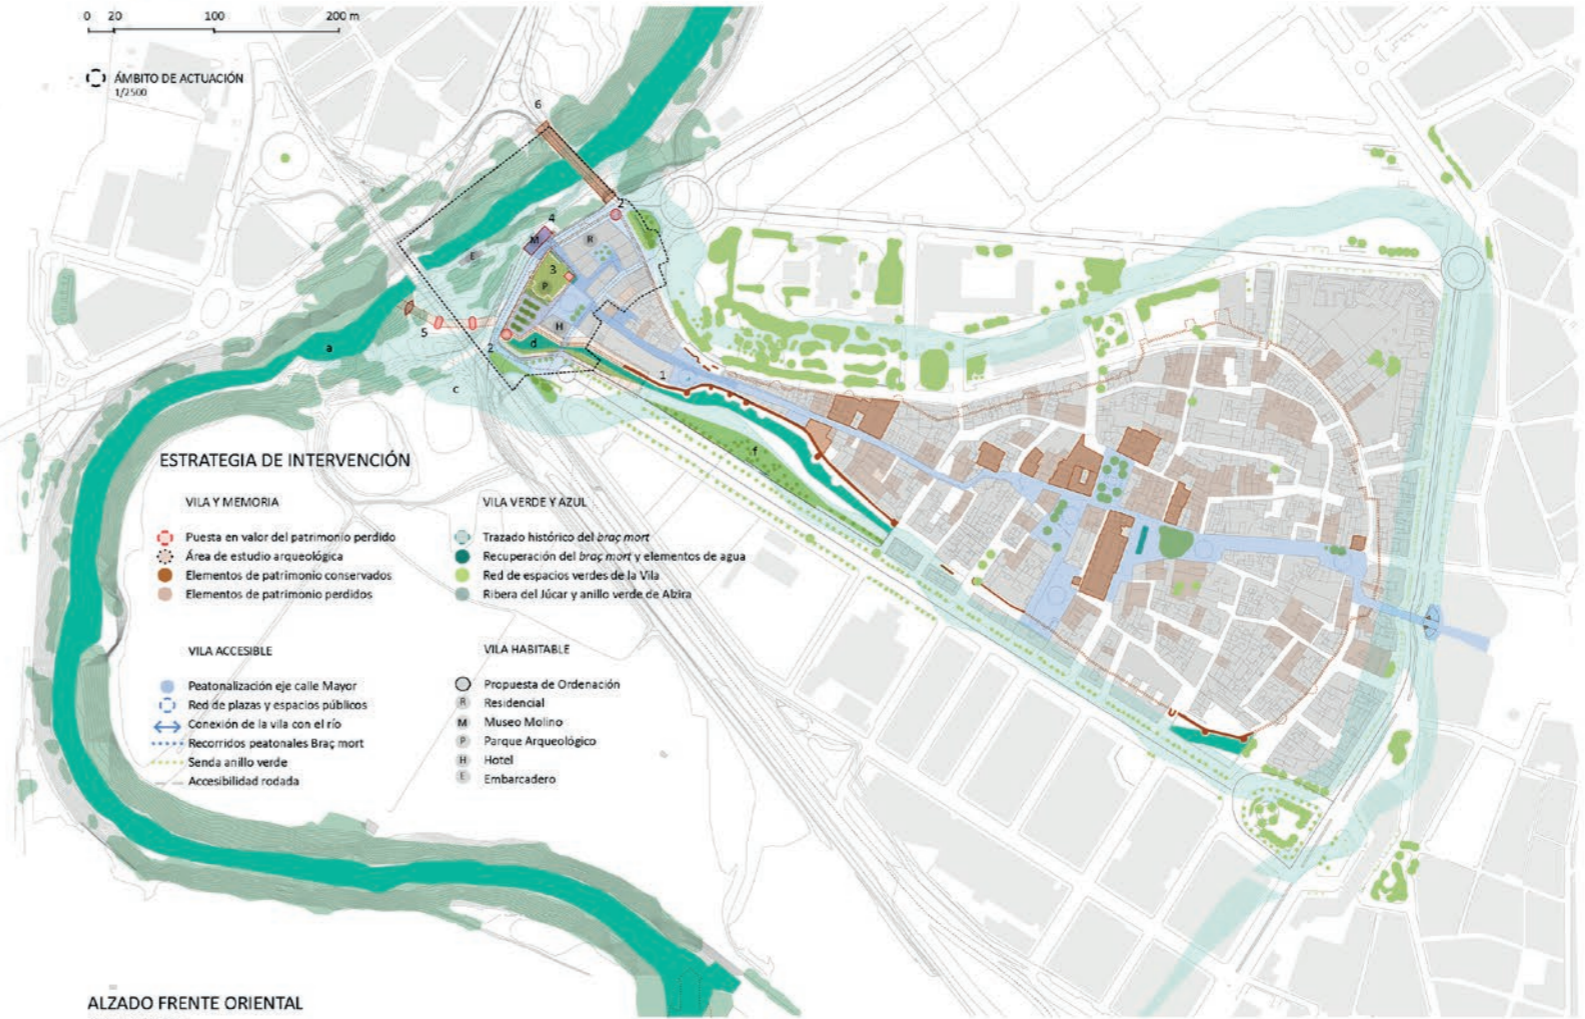 0 20 100 200 m
ÁMBITO DE ACTUACIÓN
1/2500
6
2
4
M
R
E
3
P
5
H
2
d
a
1
c
f
ESTRATEGIA DE INTERVENCIÓN
VILA Y MEMORIA
Puesta en valor del patrimonio perdido
Área de estudio arqueológica
Elementos de patrimonio conservados
Elementos de patrimonio perdidos
VILA VERDE Y AZUL
Trazado histórico del braç mort
Recuperación del braç mort y elementos de agua
Red de espacios verdes de la Vila
Ribera del Júcar y anillo verde de Alzira
VILA ACCESIBLE
Peatonalización eje calle Mayor
Red de plazas y espacios públicos
Conexión de la vila con el río
Recorridos peatonales Braç mort
Senda anillo verde
Accesibilidad rodada
VILA HABITABLE
Propuesta de Ordenación
R Residencial
M Museo Molino
P Parque Arqueológico
H Hotel
E Embarcadero
ALZADO FRENTE ORIENTAL